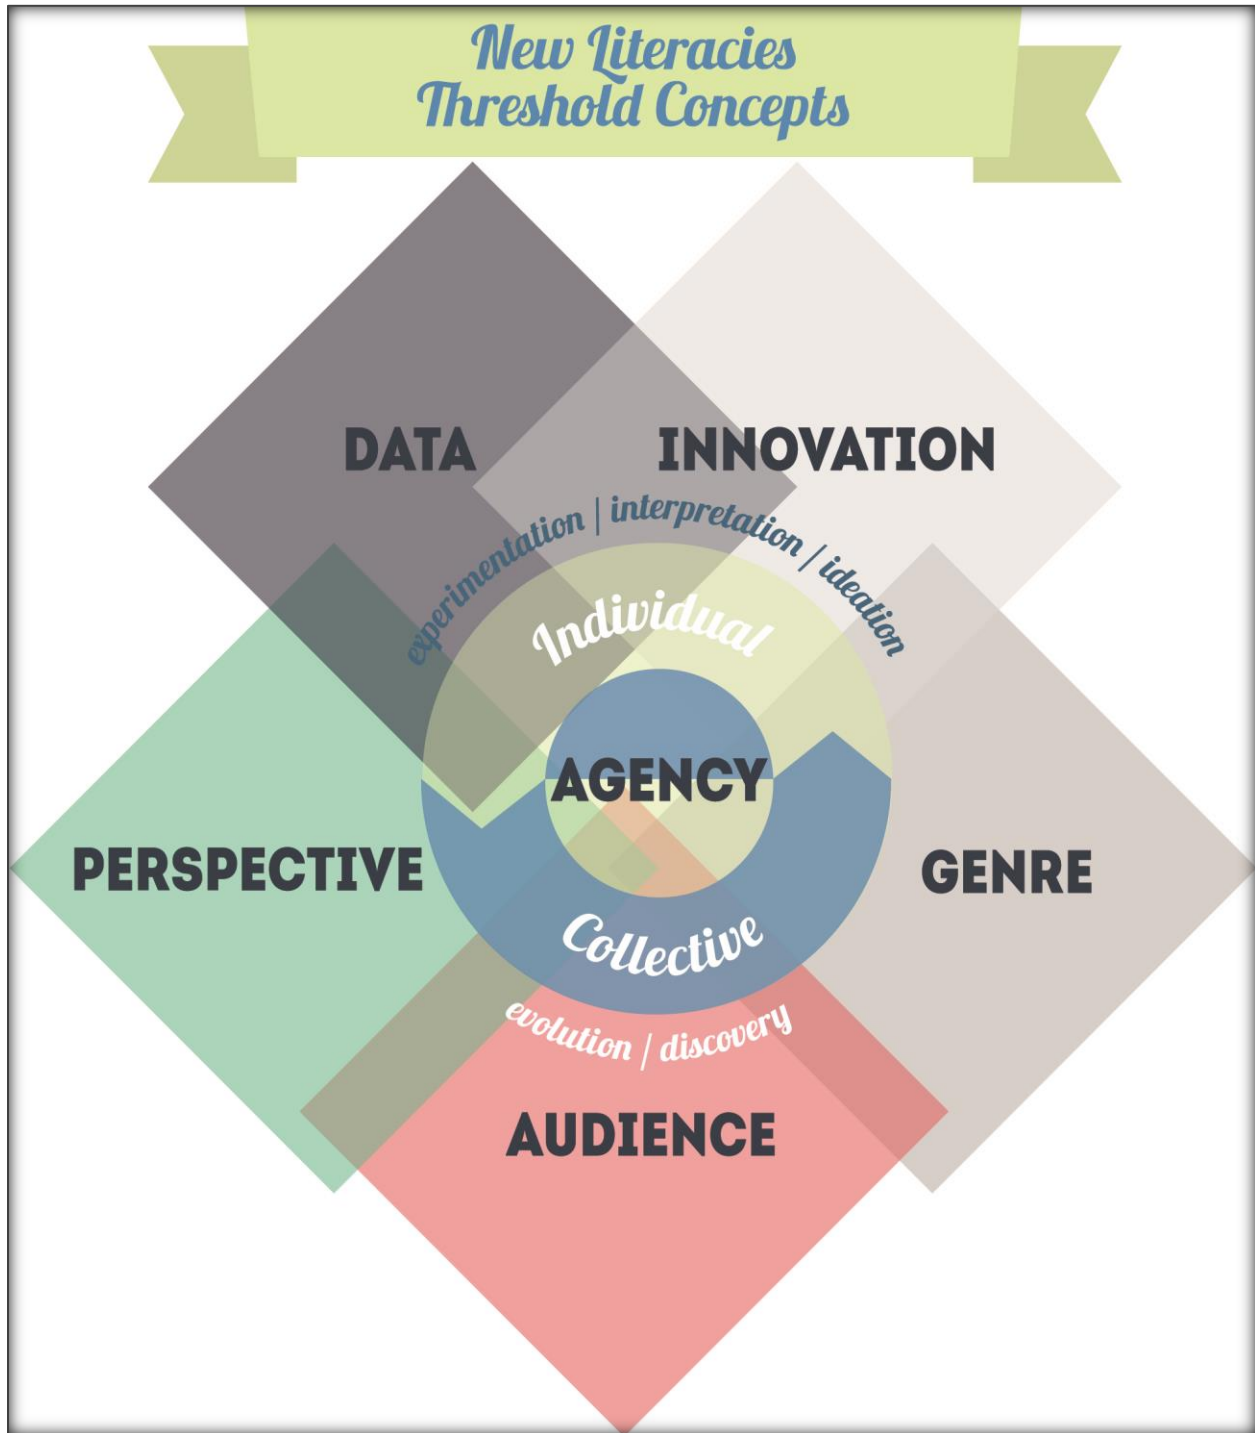 New Literacies
Threshold Concepts
DATA
INNOVATION
experimentation | interpretation / ideation
Individual
AGENCY
PERSPECTIVE
GENRE
Collective
evolution / discovery
AUDIENCE